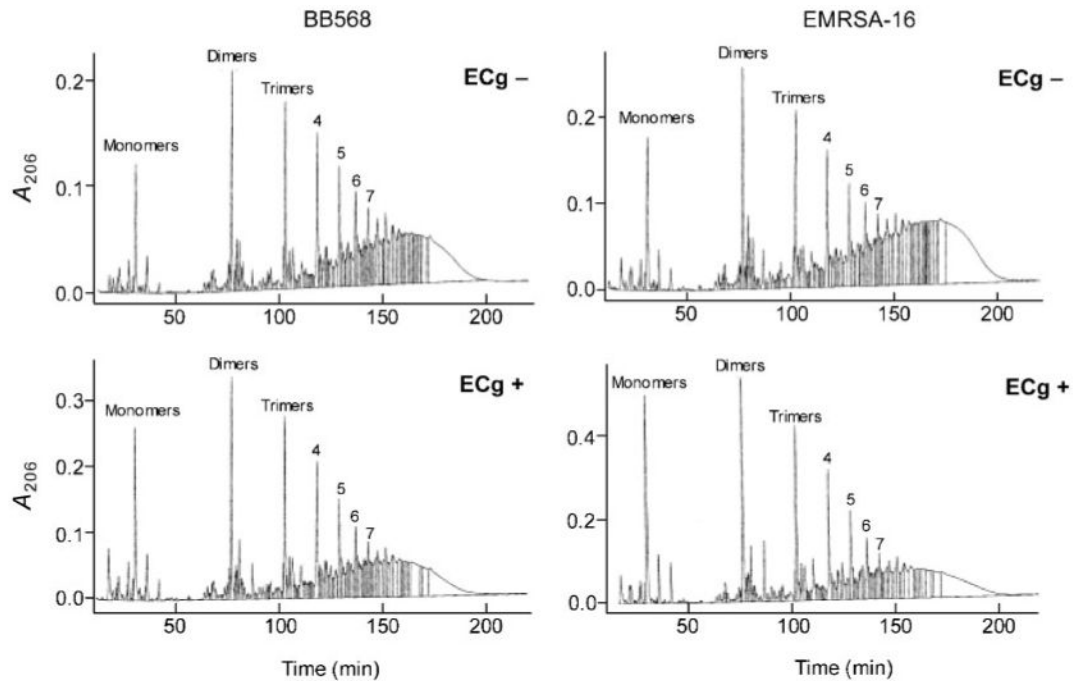 BB568
EMRSA-16
ECg –
Monomers
Dimers
Trimers
4
5
6
7
A206
0.2
0.1
0.0
50
100
150
200
ECg –
Monomers
Dimers
Trimers
4
5
6
7
0.2
0.1
0.0
50
100
150
200
ECg +
Monomers
Dimers
Trimers
4
5
6
7
A206
0.3
0.2
0.1
0.0
50
100
150
200
Time (min)
ECg +
Monomers
Dimers
Trimers
4
5
6
7
0.4
0.2
0.0
50
100
150
200
Time (min)